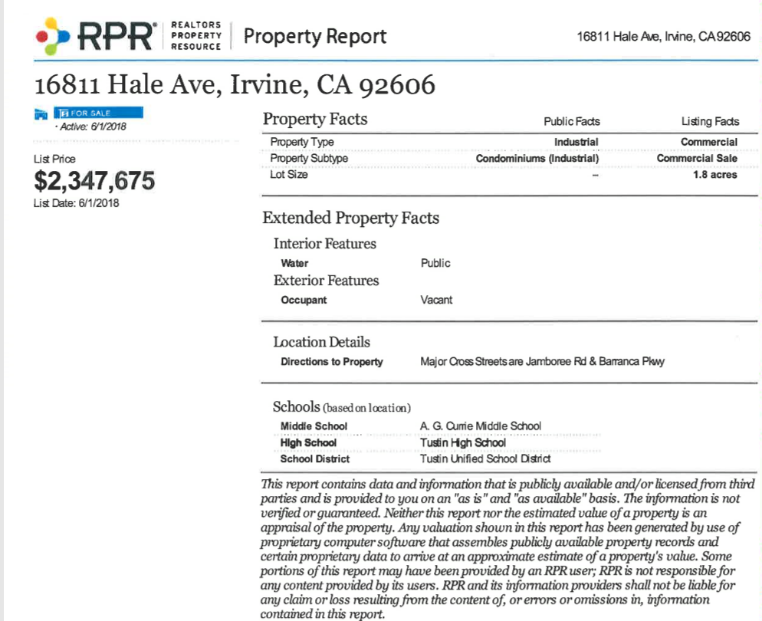 RPR REALTORS PROPERTY RESOURCE Property Report 16811 Hale Ave, Irvine, CA 92606
16811 Hale Ave, Irvine, CA 92606
FOR SALE
• Active: 6/1/2018
List Price
$2,347,675
List Date: 6/1/2018
Property Facts Public Facts Listing Facts
Property Type Industrial Commercial
Property Subtype Condominiums (Industrial) Commercial Sale
Lot Size – 1.8 acres
Extended Property Facts
Interior Features
Water Public
Exterior Features
Occupant Vacant
Location Details
Directions to Property Major Cross Streets are Jamboree Rd & Barranca Pkwy
Schools (based on location)
Middle School A. G. Currie Middle School
High School Tustin High School
School District Tustin Unified School District
This report contains data and information that is publicly available and/or licensed from third
parties and is provided to you on an "as is" and "as available" basis. The information is not
verified or guaranteed. Neither this report nor the estimated value of a property is an
appraisal of the property. Any valuation shown in this report has been generated by use of
proprietary computer software that assembles publicly available property records and
certain proprietary data to arrive at an approximate estimate of a property's value. Some
portions of this report may have been provided by an RPR user; RPR is not responsible for
any content provided by its users. RPR and its information providers shall not be liable for
any claim or loss resulting from the content of, or errors or omissions in, information
contained in this report.